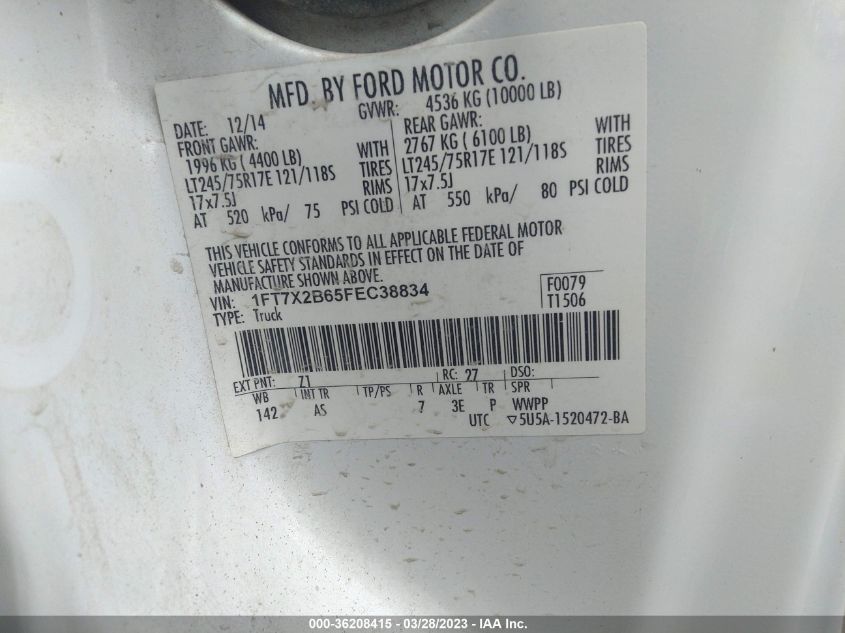 MFD. BY FORD MOTOR CO.
DATE: 12/14 GVWR: 4536 KG (10000 LB)
FRONT GAWR: REAR GAWR:
1996 KG ( 4400 LB) WITH 2767 KG ( 6100 LB) WITH
LT245/75R17E 121/118S TIRES LT245/75R17E 121/118S TIRES
17x7.5J RIMS 17x7.5J RIMS
AT 520 kPa/ 75 PSI COLD AT 550 kPa/ 80 PSI COLD
THIS VEHICLE CONFORMS TO ALL APPLICABLE FEDERAL MOTOR
VEHICLE SAFETY STANDARDS IN EFFECT ON THE DATE OF
MANUFACTURE SHOWN ABOVE.
VIN: 1FT7X2B65FEC38834 F0079
TYPE: Truck T1506
EXT PNT: Z1 RC: 27 DSO:
WB INT TR TP/PS R AXLE TR SPR
142 AS 7 3E P WWPP
UTC ▽5U5A-1520472-BA
000-36208415 - 03/28/2023 - IAA Inc.